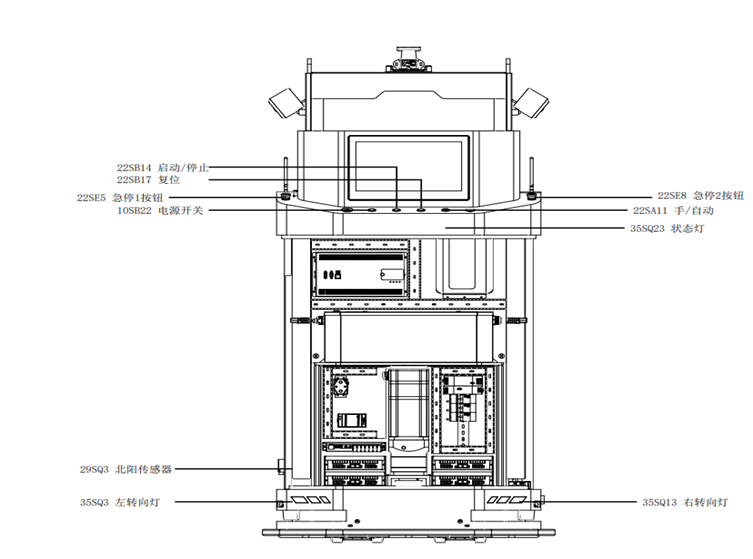 22SB14 启动/停止
22SB17 复位
22SE5 急停1按钮
22SE8 急停2按钮
10SB22 电源开关
22SA11 手/自动
35SQ23 状态灯
29SQ3 北阳传感器
35SQ3 左转向灯
35SQ13 右转向灯